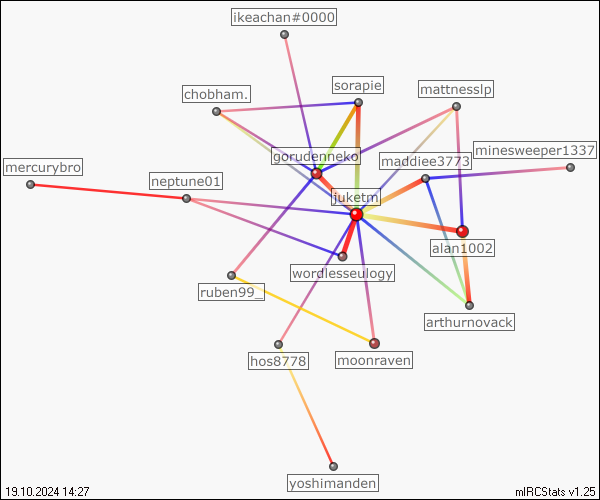 ikeachan#0000
sorapie
mattnesslp
chobham.
minesweeper1337
gorudenneko
maddiee3773
mercurybro
neptune01
juketm
alan1002
wordlesseulogy
ruben99_
arthurnovack
hos8778
moonraven
yoshimanden
19.10.2024 14:27
mIRCStats v1.25